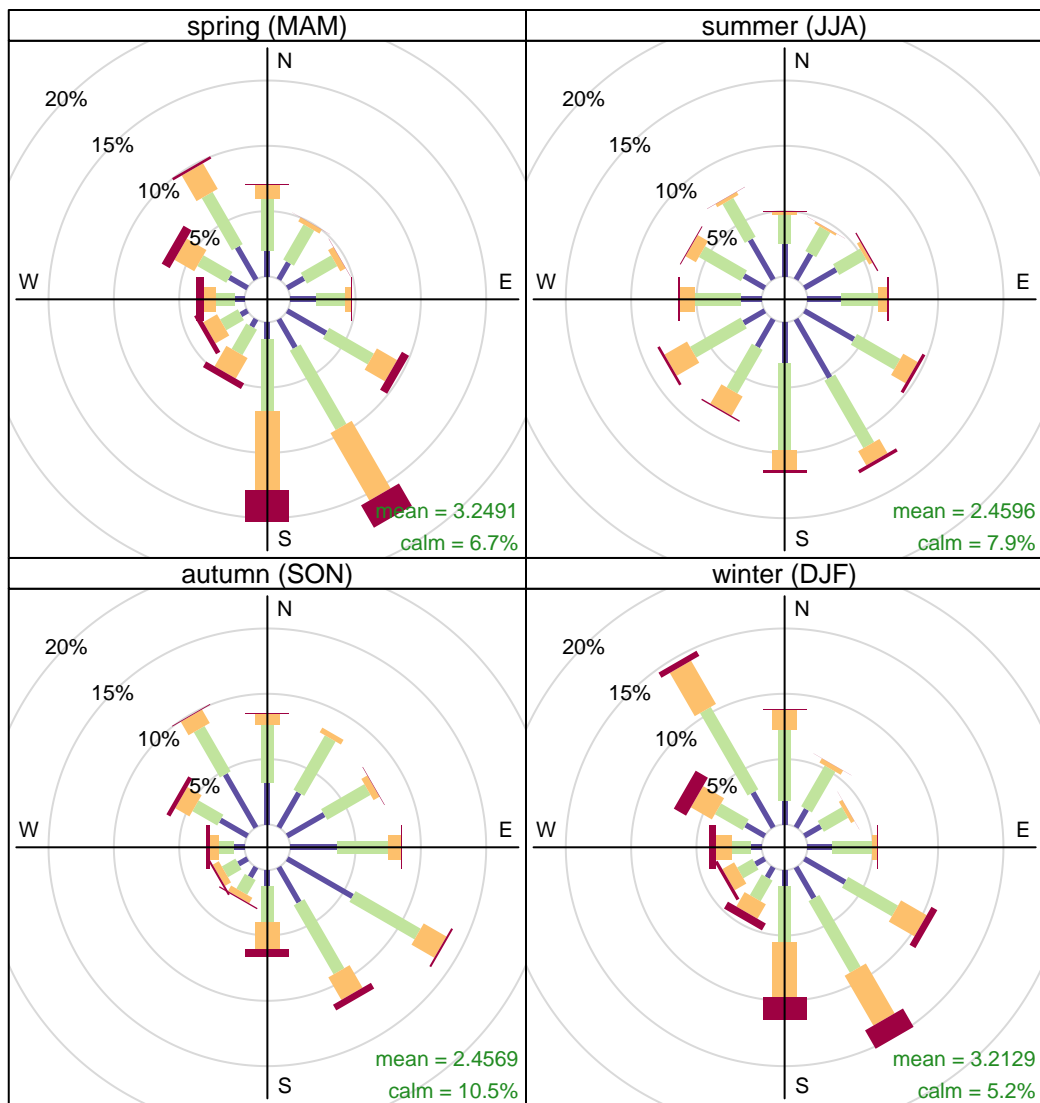 spring (MAM)
N
20%
15%
10%
5%
W
E
S
mean = 3.2491
calm = 6.7%
summer (JJA)
N
20%
15%
10%
5%
W
E
S
mean = 2.4596
calm = 7.9%
autumn (SON)
N
20%
15%
10%
5%
W
E
S
mean = 2.4569
calm = 10.5%
winter (DJF)
N
20%
15%
10%
5%
W
E
S
mean = 3.2129
calm = 5.2%